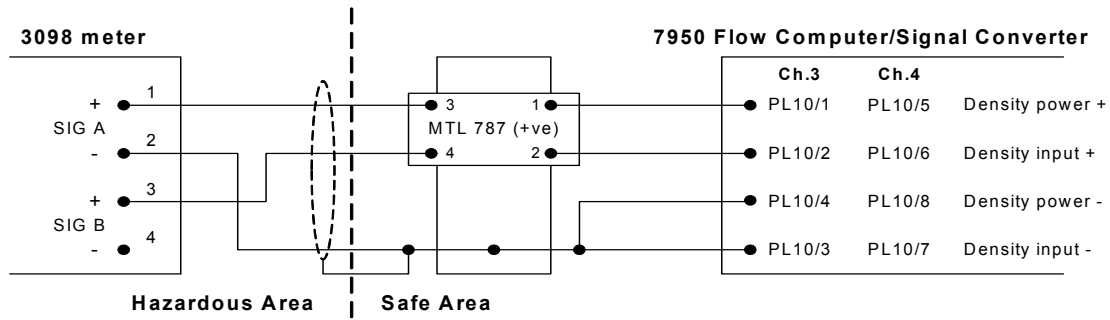 3098 meter
7950 Flow Computer/Signal Converter
Ch.3 Ch.4
+ 1 3 1 PL10/1 PL10/5 Density power +
SIG A MTL 787 (+ve)
- 2 4 2 PL10/2 PL10/6 Density input +
+ 3 PL10/4 PL10/8 Density power -
SIG B
- 4 PL10/3 PL10/7 Density input -
Hazardous Area Safe Area